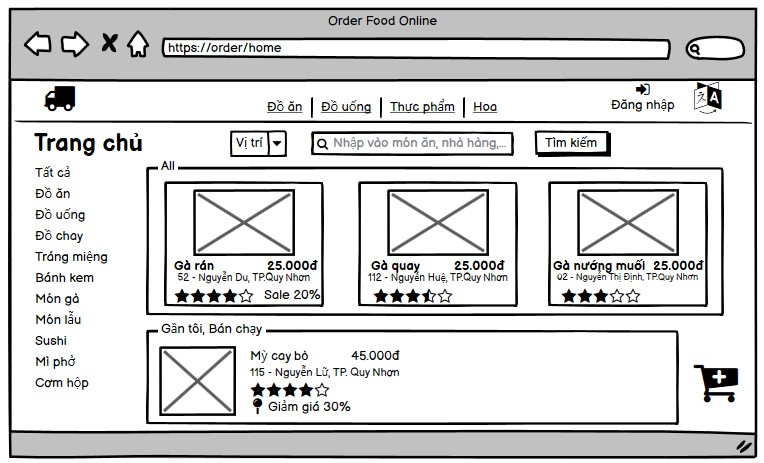 Order Food Online
https://order/home
Đồ ăn Đồ uống Thực phẩm Hoa
Đăng nhập
Trang chủ
Vị trí
Nhập vào món ăn, nhà hàng,...
Tìm kiếm
Tất cả
Đồ ăn
Đồ uống
Đồ chay
Tráng miệng
Bánh kem
Món gà
Món lẩu
Sushi
Mì phở
Cơm hộp
All
Gà rán 25.000đ
52 - Nguyễn Du, TP.Quy Nhơn
Sale 20%
Gà quay 25.000đ
112 - Nguyễn Huệ, TP.Quy Nhơn
Gà nướng muối 25.000đ
02 - Nguyễn Thị Định, TP.Quy Nhơn
Gần tôi, Bán chạy
Mỳ cay bò 45.000đ
115 - Nguyễn Lữ, TP. Quy Nhơn
Giảm giá 30%